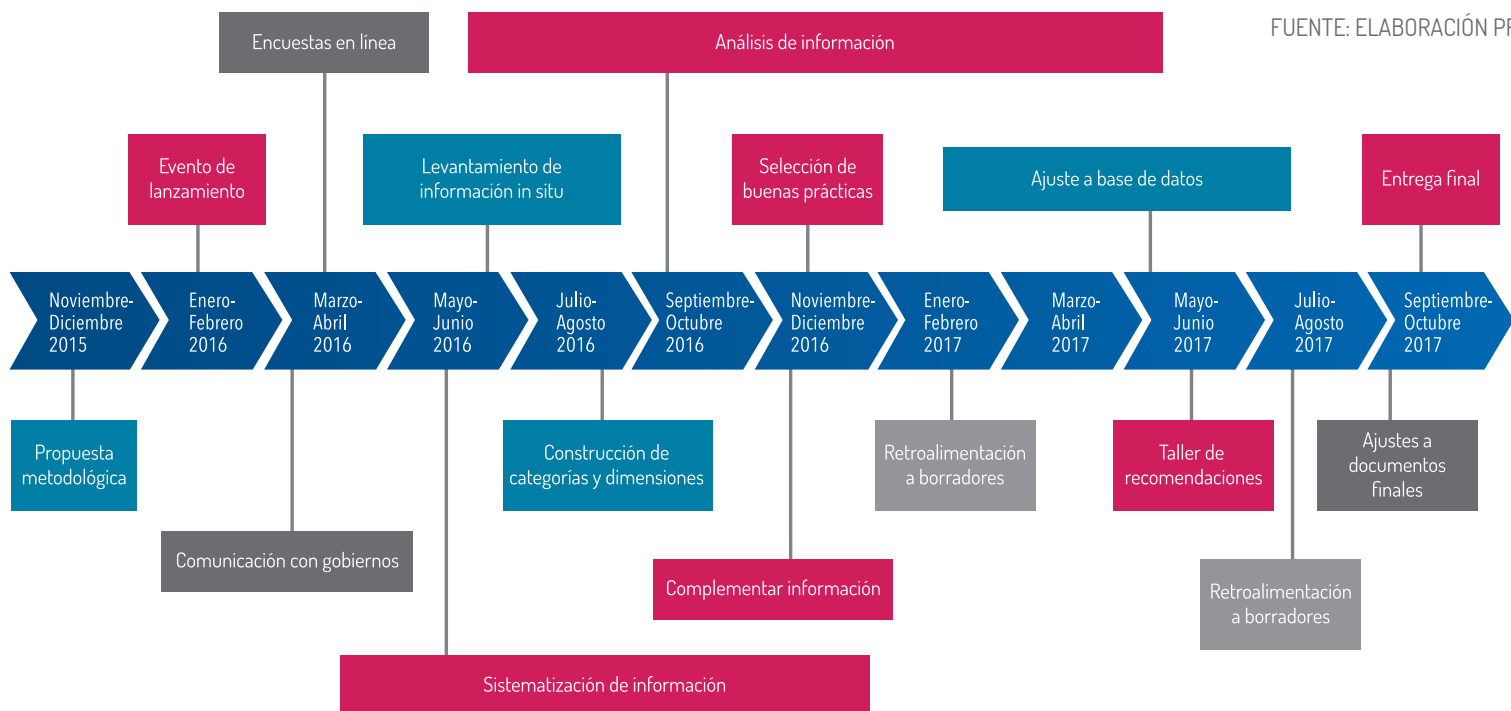 FUENTE: ELABORACIÓN
Encuestas en línea
Análisis de información
Evento de
lanzamiento
Levantamiento de
información in situ
Selección de
buenas prácticas
Ajuste a base de datos
Entrega final
Noviembre-
Diciembre
2015
Enero-
Febrero
2016
Marzo-
Abril
2016
Mayo-
Junio
2016
Julio-
Agosto
2016
Septiembre-
Octubre
2016
Noviembre-
Diciembre
2016
Enero-
Febrero
2017
Marzo-
Abril
2017
Mayo-
Junio
2017
Julio-
Agosto
2017
Septiembre-
Octubre
2017
Propuesta
metodológica
Construcción de
categorías y dimensiones
Retroalimentación
a borradores
Taller de
recomendaciones
Ajustes a
documentos
finales
Comunicación con gobiernos
Complementar información
Retroalimentación
a borradores
Sistematización de información